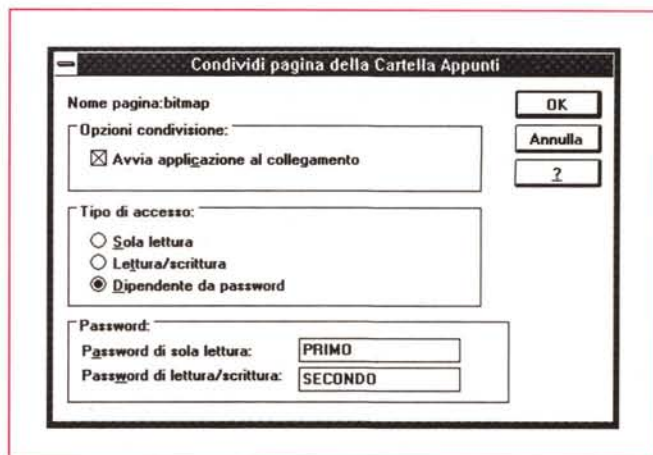 Condividi pagina della Cartella Appunti
Nome pagina:bitmap
OK
Opzioni condivisione:
Annulla
Avvia applicazione al collegamento
?
Tipo di accesso:
Sola lettura
Lettura/scrittura
Dipendente da password
Password:
Password di sola lettura: PRIMO
Password di lettura/scrittura: SECONDO